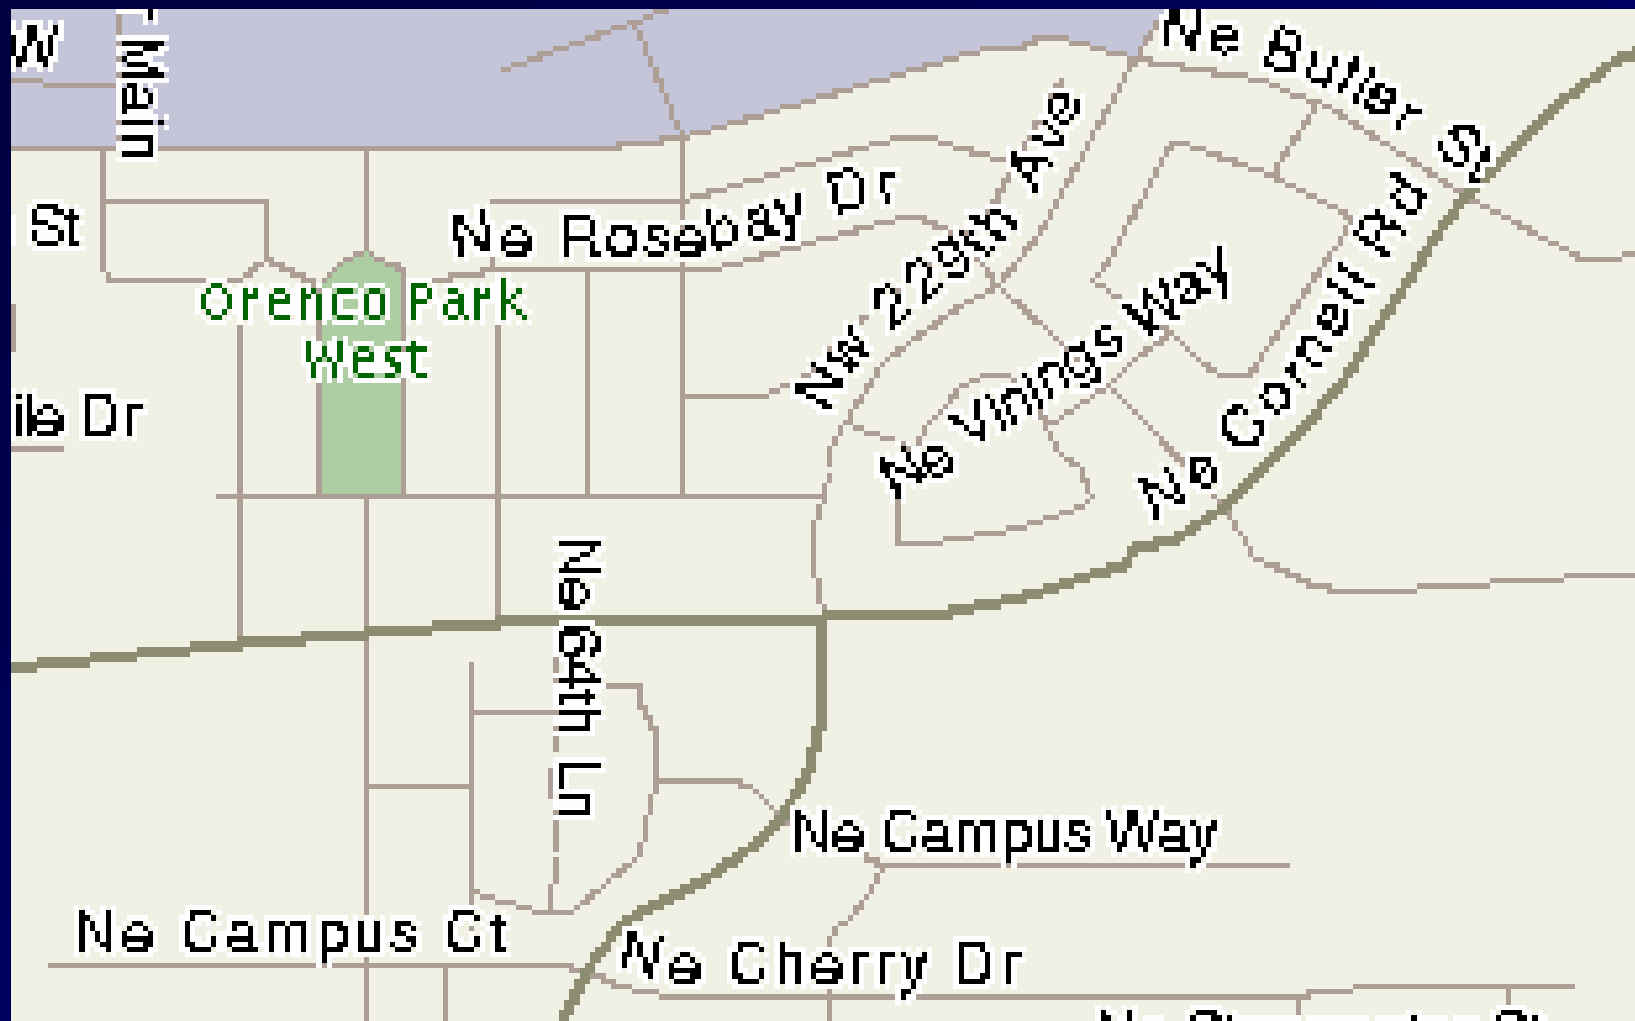 W
Main
Ne Butler St
St
Ne Rosebay Dr
Nw 229th Ave
Orenco Park
West
Ne Vinings Way
Ne Cornell Rd
ile Dr
Ne 64th Ln
Ne Campus Way
Ne Campus Ct
Ne Cherry Dr
Ne